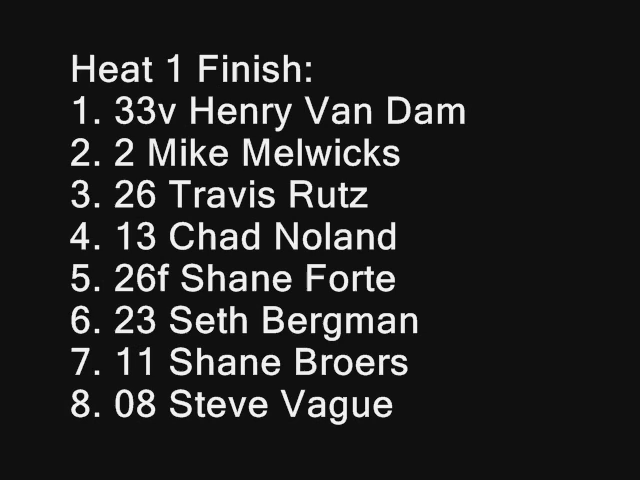 Heat 1 Finish:
1. 33v Henry Van Dam
2. 2 Mike Melwicks
3. 26 Travis Rutz
4. 13 Chad Noland
5. 26f Shane Forte
6. 23 Seth Bergman
7. 11 Shane Broers
8. 08 Steve Vague